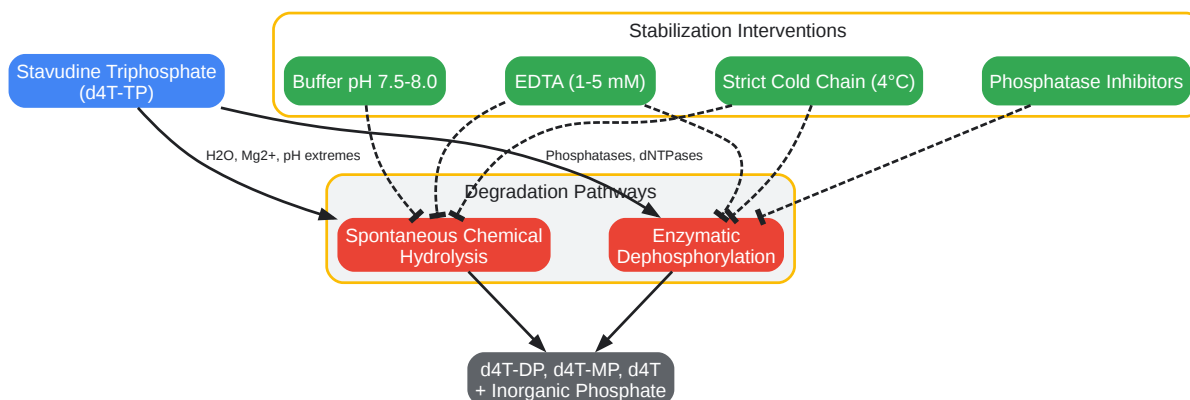 Stabilization Interventions
Stavudine Triphosphate
(d4T-TP)
Buffer pH 7.5-8.0
EDTA (1-5 mM)
Strict Cold Chain (4°C)
Phosphatase Inhibitors
H2O, Mg2+, pH extremes
Phosphatases, dNTPases
Degradation Pathways
Spontaneous Chemical
Hydrolysis
Enzymatic
Dephosphorylation
d4T-DP, d4T-MP, d4T
+ Inorganic Phosphate